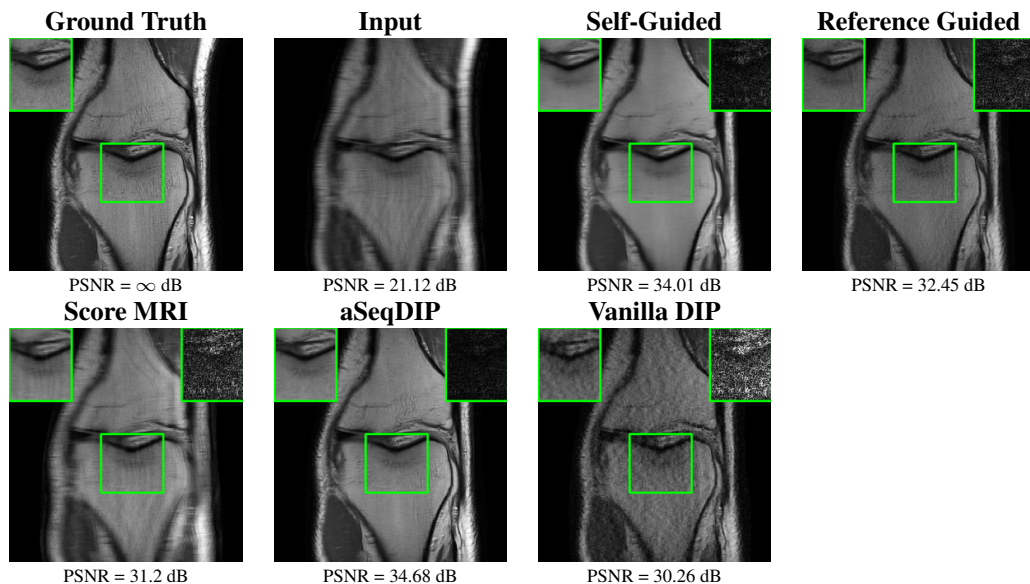 Ground Truth
Input
Self-Guided
Reference Guided
PSNR = ∞ dB
PSNR = 21.12 dB
PSNR = 34.01 dB
PSNR = 32.45 dB
Score MRI
aSeqDIP
Vanilla DIP
PSNR = 31.2 dB
PSNR = 34.68 dB
PSNR = 30.26 dB